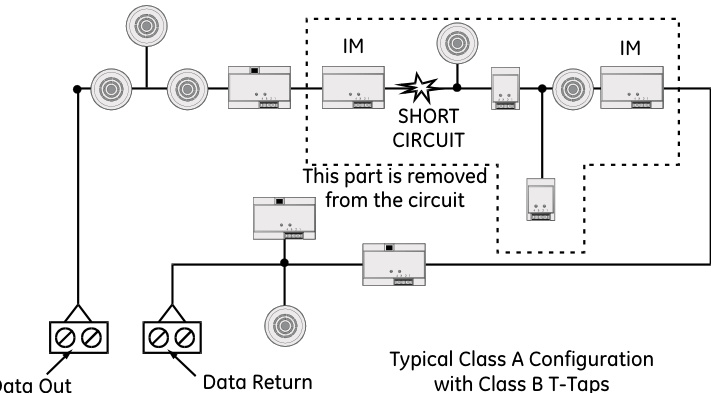 IM
IM
SHORT
CIRCUIT
This part is removed
from the circuit
Data Out
Data Return
Typical Class A Configuration
with Class B T-Taps